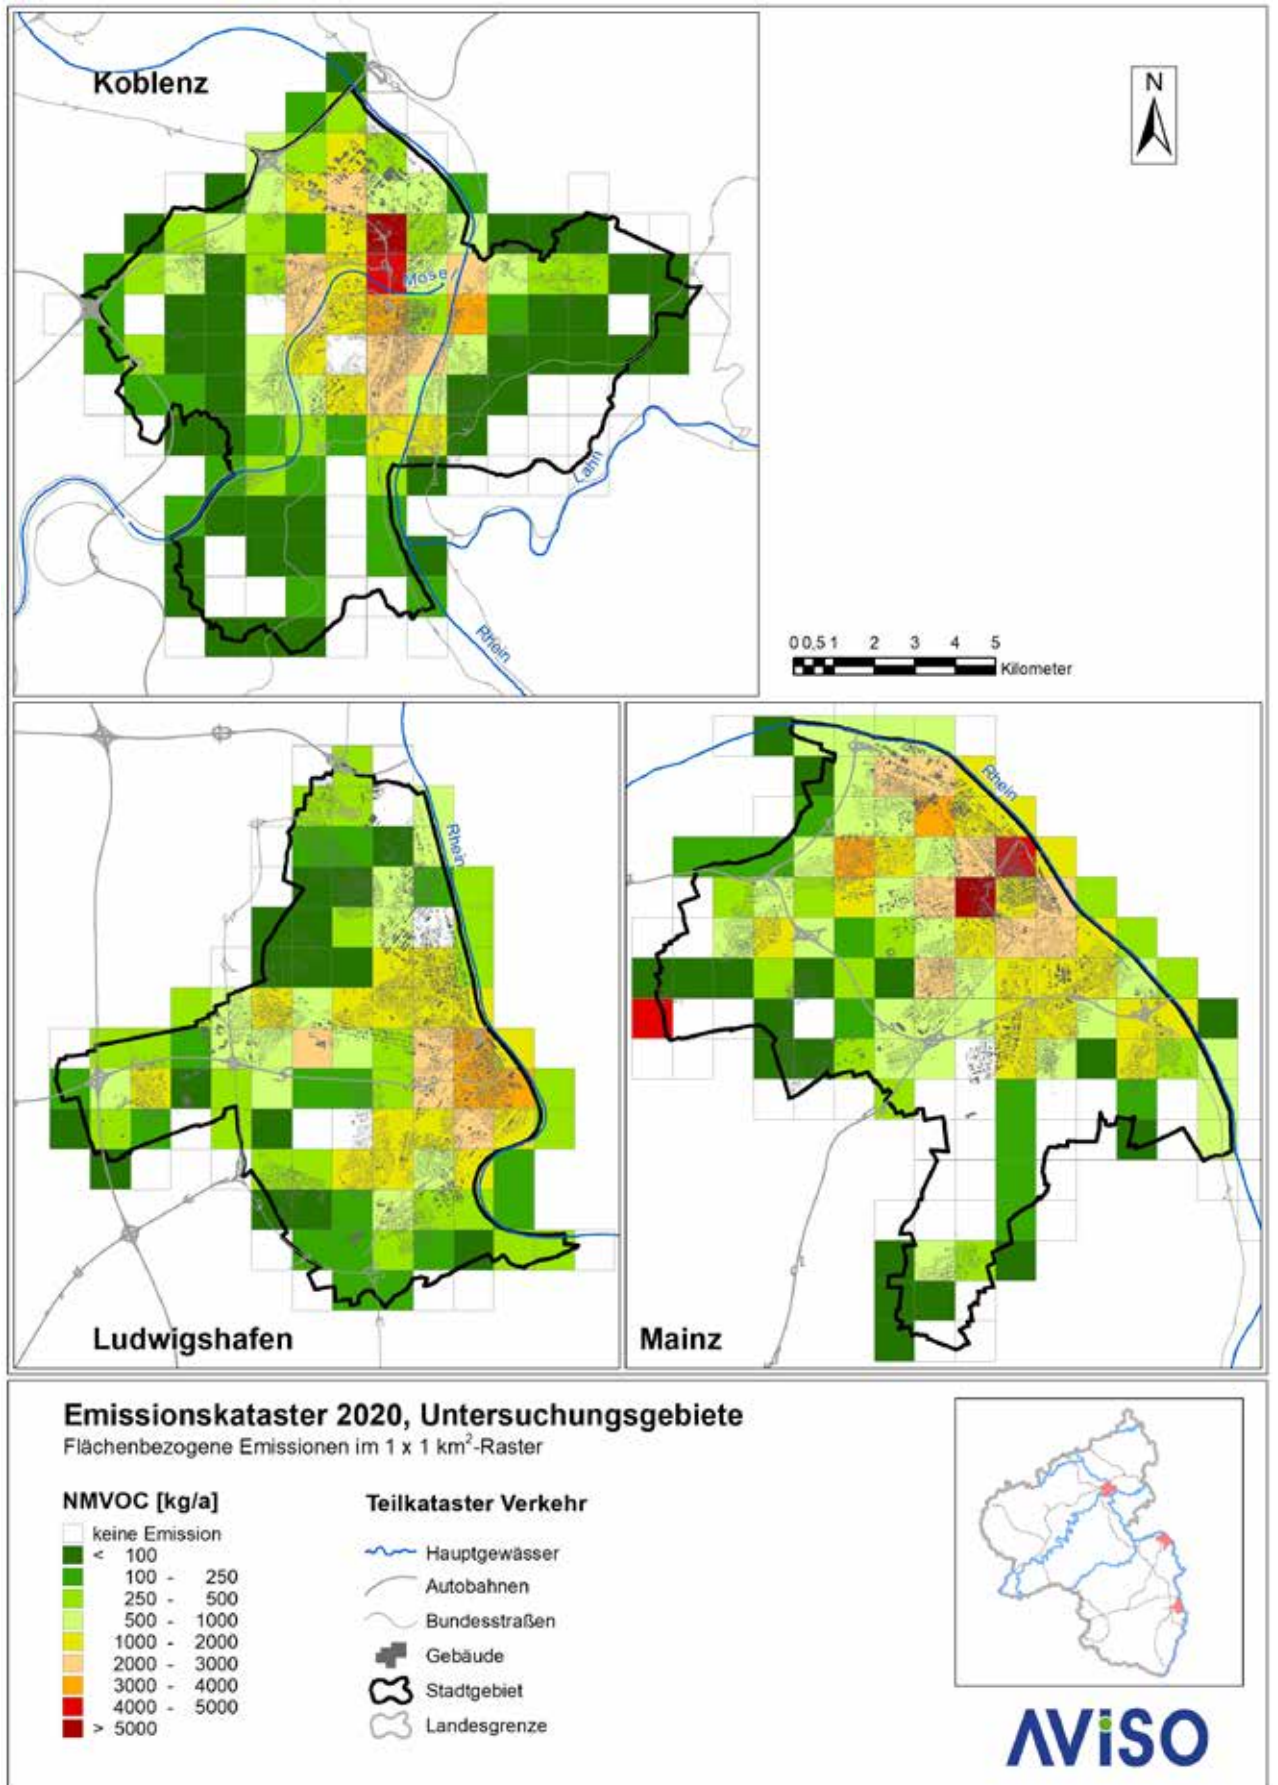 Koblenz
N
Mosel
Lahn
Rhein
0 0,5 1 2 3 4 5
Kilometer
Rhein
Ludwigshafen
Rhein
Mainz
Emissionskataster 2020, Untersuchungsgebiete
Flächenbezogene Emissionen im 1 x 1 km²-Raster
NMVOC [kg/a]
keine Emission
< 100
100 - 250
250 - 500
500 - 1000
1000 - 2000
2000 - 3000
3000 - 4000
4000 - 5000
> 5000
Teilkataster Verkehr
Hauptgewässer
Autobahnen
Bundesstraßen
Gebäude
Stadtgebiet
Landesgrenze
AViSO